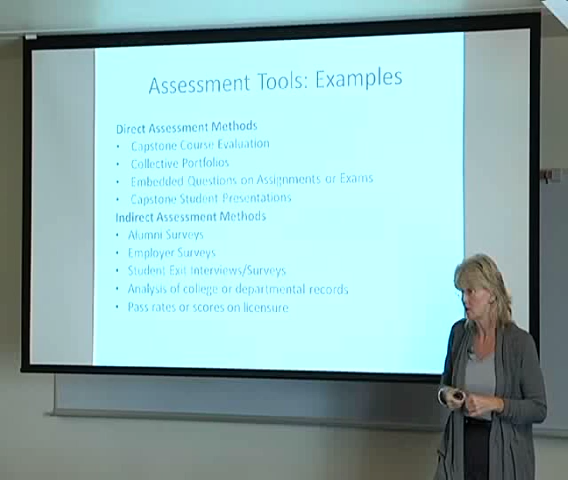 Assessment Tools: Examples
Direct Assessment Methods
• Capstone Course Evaluation
• Collective Portfolios
• Embedded Questions on Assignments or Exams
• Capstone Student Presentations
Indirect Assessment Methods
• Alumni Surveys
• Employer Surveys
• Student Exit Interviews/Surveys
• Analysis of college or departmental records
• Pass rates or scores on licensure